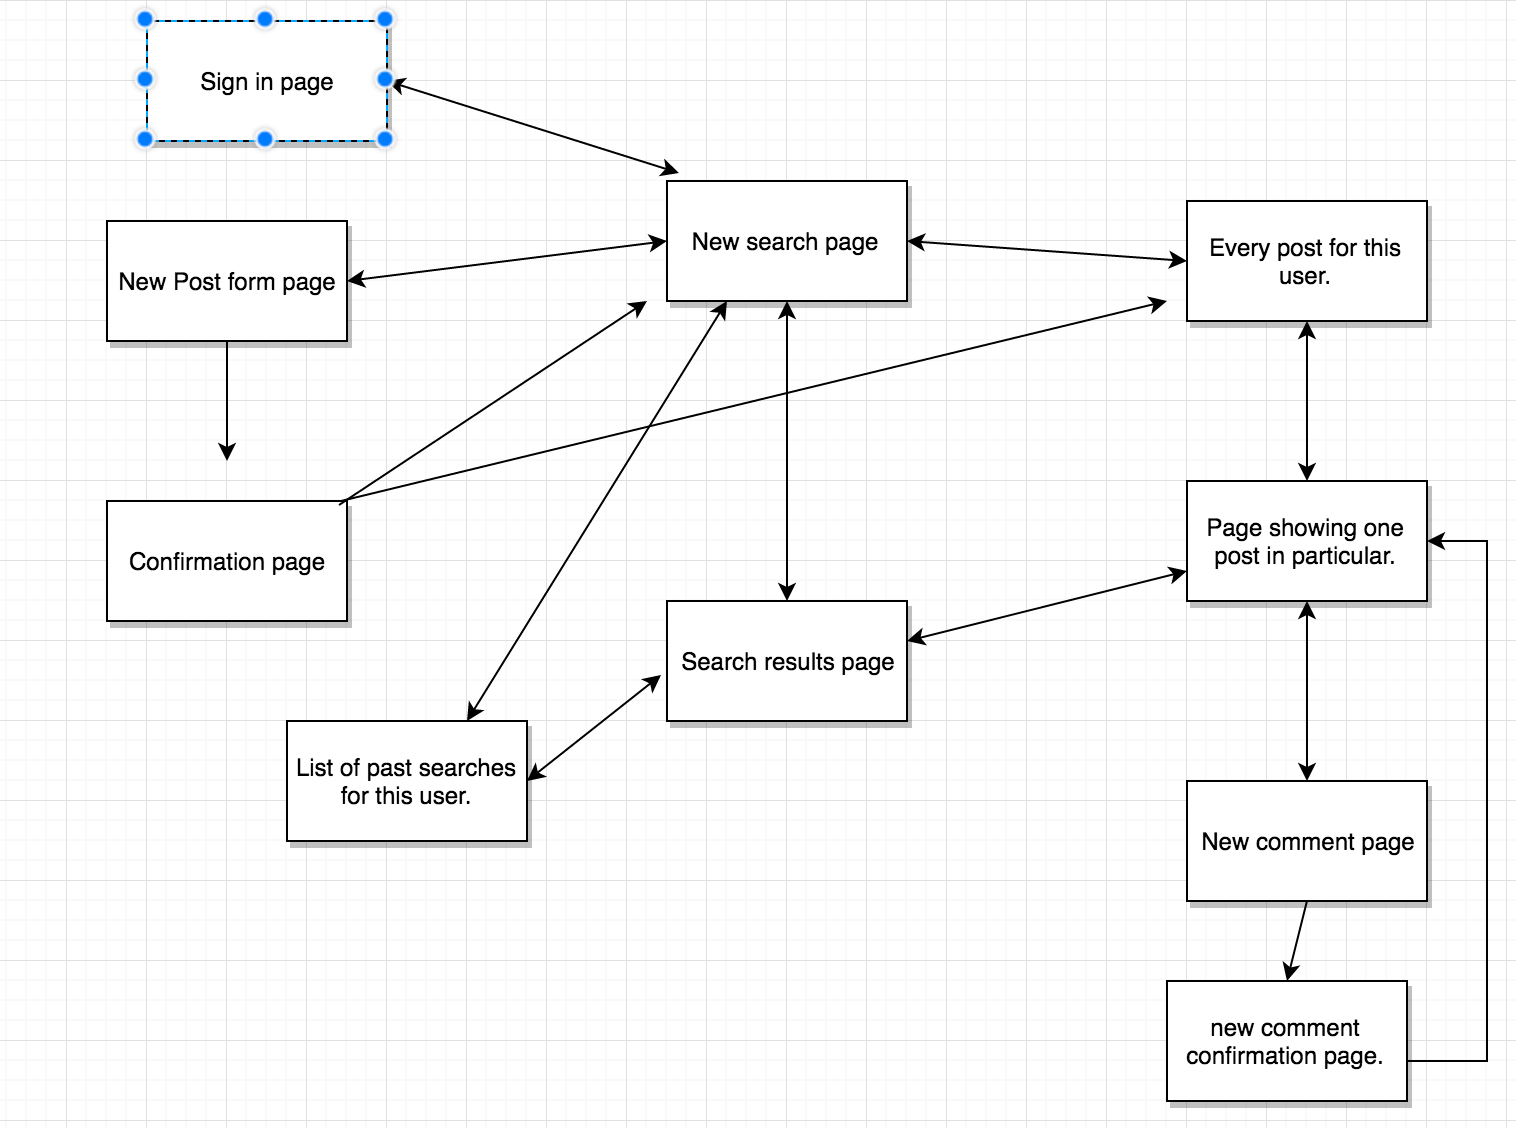 Sign in page
New search page
Every post for this
user.
New Post form page
Confirmation page
Page showing one
post in particular.
Search results page
List of past searches
for this user.
New comment page
new comment
confirmation page.